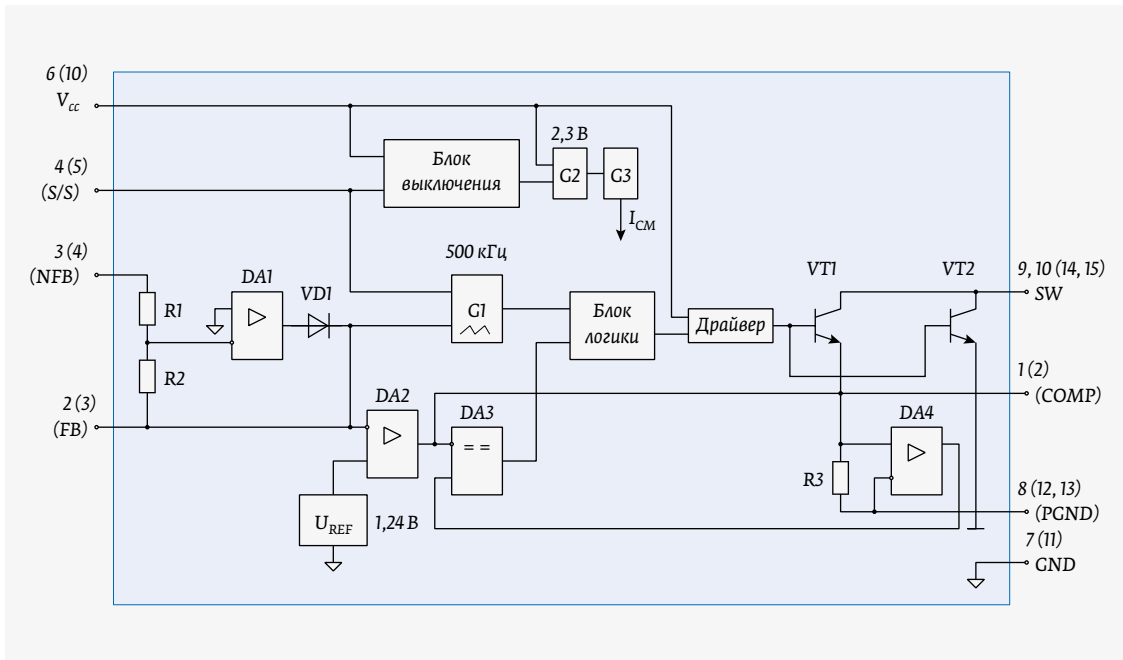 6 (10)
Vcc
4 (5)
(S/S)
Блок
выключения
2,3 В
G2
G3
ICM
3 (4)
(NFB)
R1
R2
DA1
VD1
500 кГц
G1
Блок
логики
Драйвер
VT1
VT2
9, 10 (14, 15)
SW
1 (2)
(COMP)
2 (3)
(FB)
DA2
DA3
= =
DA4
R3
UREF
1,24 В
8 (12, 13)
(PGND)
7 (11)
GND